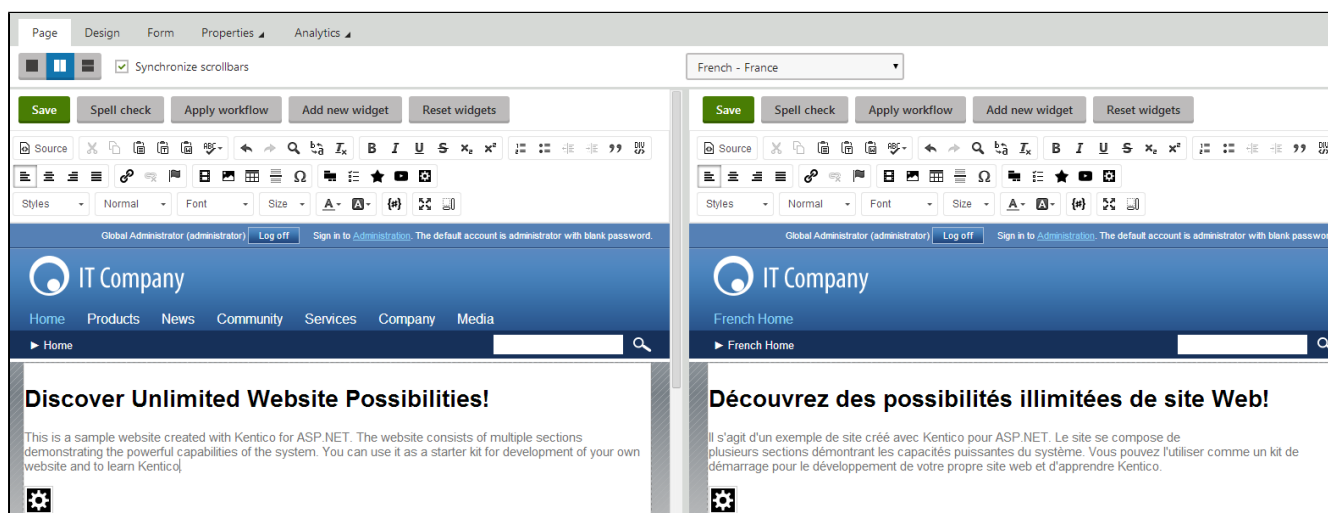 Page Design Form Properties Analytics
Synchronize scrollbars
French - France
Save Spell check Apply workflow Add new widget Reset widgets
Source ABC B I U S x₂ x² DIV
Styles Normal Font Size A A {#}
Global Administrator (administrator) Log off Sign in to Administration. The default account is administrator with blank password.
IT Company
Home Products News Community Services Company Media
► Home
Discover Unlimited Website Possibilities!
This is a sample website created with Kentico for ASP.NET. The website consists of multiple sections
demonstrating the powerful capabilities of the system. You can use it as a starter kit for development of your own
website and to learn Kentico.
Save Spell check Apply workflow Add new widget Reset widgets
Source ABC B I U S x₂ x² DIV
Styles Normal Font Size A A {#}
Global Administrator (administrator) Log off Sign in to Administration. The default account is administrator with blank passwor
IT Company
French Home
► French Home
Découvrez des possibilités illimitées de site Web!
Il s'agit d'un exemple de site créé avec Kentico pour ASP.NET. Le site se compose de
plusieurs sections démontrant les capacités puissantes du système. Vous pouvez l'utiliser comme un kit de
démarrage pour le développement de votre propre site web et d'apprendre Kentico.